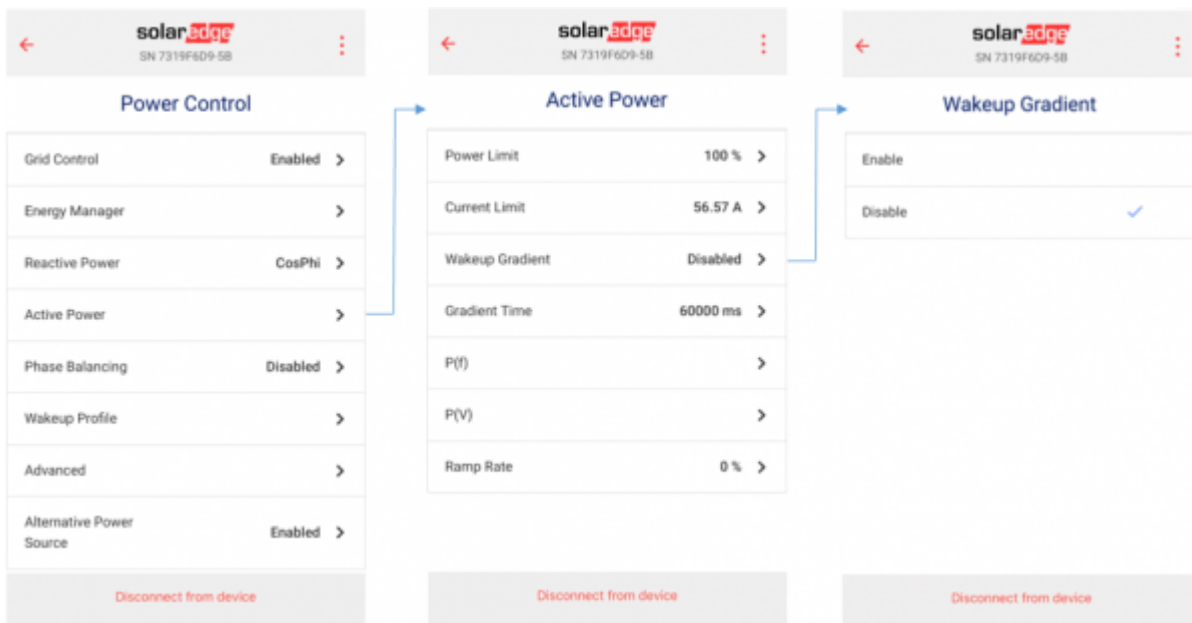 solaredge
SN 7319F6D9-5B
Power Control
Grid Control Enabled
Energy Manager
Reactive Power CosPhi
Active Power
Phase Balancing Disabled
Wakeup Profile
Advanced
Alternative Power
Source Enabled
Disconnect from device
solaredge
SN 7319F6D9-5B
Active Power
Power Limit 100 %
Current Limit 56.57 A
Wakeup Gradient Disabled
Gradient Time 60000 ms
P(f)
P(V)
Ramp Rate 0 %
Disconnect from device
solaredge
SN 7319F6D9-5B
Wakeup Gradient
Enable
Disable
Disconnect from device